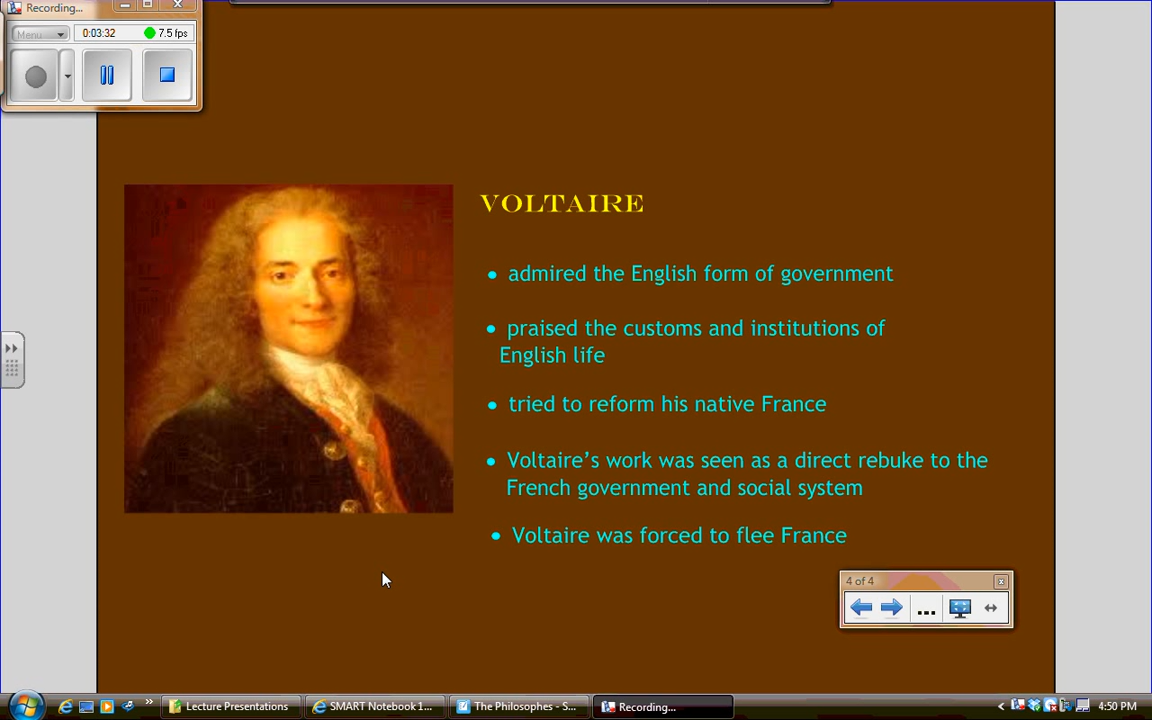 Recording...
Menu
0:03:32
7.5 fps
VOLTAIRE
• admired the English form of government
• praised the customs and institutions of
English life
• tried to reform his native France
• Voltaire's work was seen as a direct rebuke to the
French government and social system
• Voltaire was forced to flee France
4 of 4
...
Lecture Presentations
SMART Notebook 1...
The Philosophes - S...
Recording...
4:50 PM